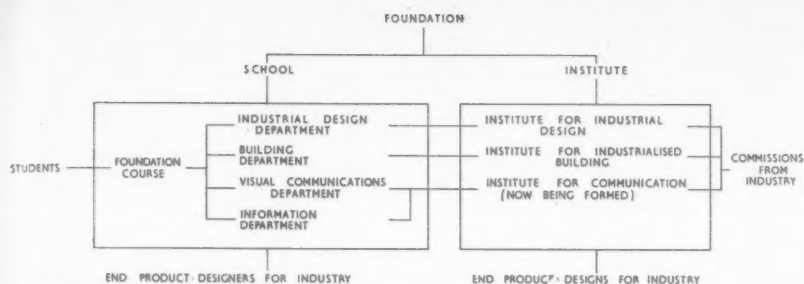 FOUNDATION
SCHOOL
INSTITUTE
STUDENTS
FOUNDATION
COURSE
INDUSTRIAL DESIGN
DEPARTMENT
BUILDING
DEPARTMENT
VISUAL COMMUNICATIONS
DEPARTMENT
INFORMATION
DEPARTMENT
INSTITUTE FOR INDUSTRIAL
DESIGN
INSTITUTE FOR INDUSTRIALISED
BUILDING
INSTITUTE FOR COMMUNICATION
(NOW BEING FORMED)
COMMISSIONS
FROM
INDUSTRY
END PRODUCT: DESIGNERS FOR INDUSTRY
END PRODUCT: DESIGNS FOR INDUSTRY